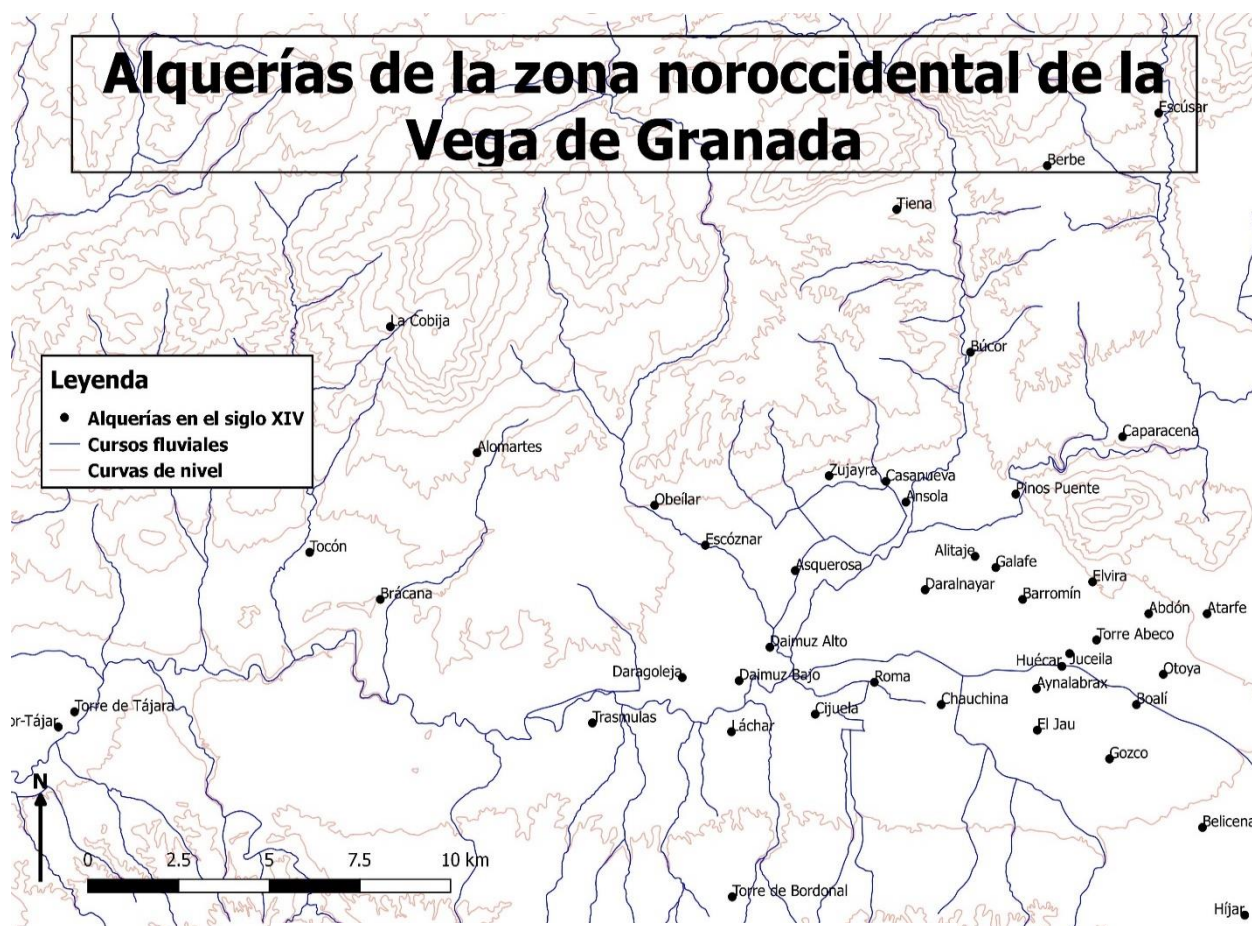 Alquerías de la zona noroccidental de la
Vega de Granada
Escúsar
Berbe
Tiena
La Cobija
Búcor
Leyenda
Alquerías en el siglo XIV
Cursos fluviales
Curvas de nivel
Caparacena
Alomartes
Zujayra
Casanueva
Pinos Puente
Ansola
Obeílar
Escóznar
Tocón
Alitaje
Galafe
Asquerosa
Elvira
Daralnayar
Barromín
Brácana
Abdón
Atarfe
Torre Abeco
Daimuz Alto
Juceila
Huécar
Otoya
Daragoleja
Daimuz Bajo
Roma
Aynalabrax
Chauchina
Boalí
Torre de Tájara
or-Tájar
Trasmulas
Cijuela
Láchar
El Jau
Gozco
N
Belicena
0 2.5 5 7.5 10 km
Torre de Bordonal
Híjar